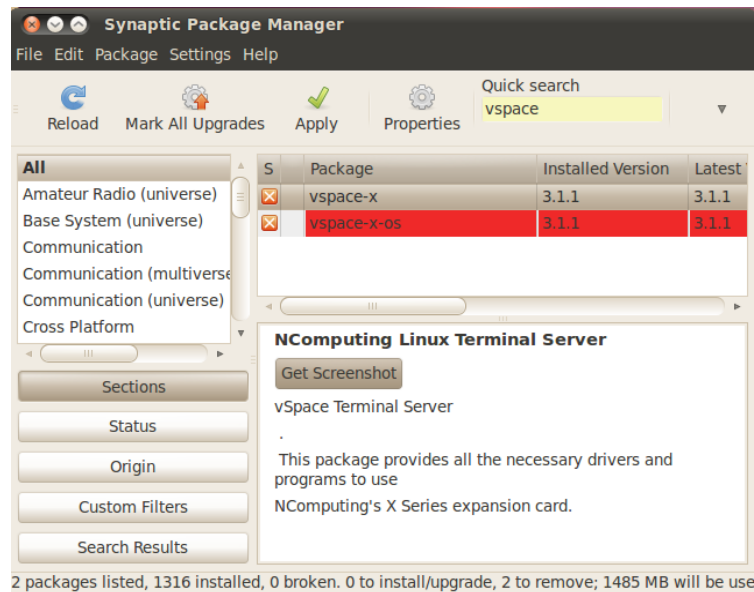 Synaptic Package Manager
File Edit Package Settings Help
Reload Mark All Upgrades Apply Properties
Quick search
vspace
All
Amateur Radio (universe)
Base System (universe)
Communication
Communication (multiverse
Communication (universe)
Cross Platform
Sections
Status
Origin
Custom Filters
Search Results
S Package Installed Version Latest
vspace-x 3.1.1 3.1.1
vspace-x-os 3.1.1 3.1.1
NComputing Linux Terminal Server
Get Screenshot
vSpace Terminal Server
.
This package provides all the necessary drivers and
programs to use
NComputing's X Series expansion card.
2 packages listed, 1316 installed, 0 broken. 0 to install/upgrade, 2 to remove; 1485 MB will be use